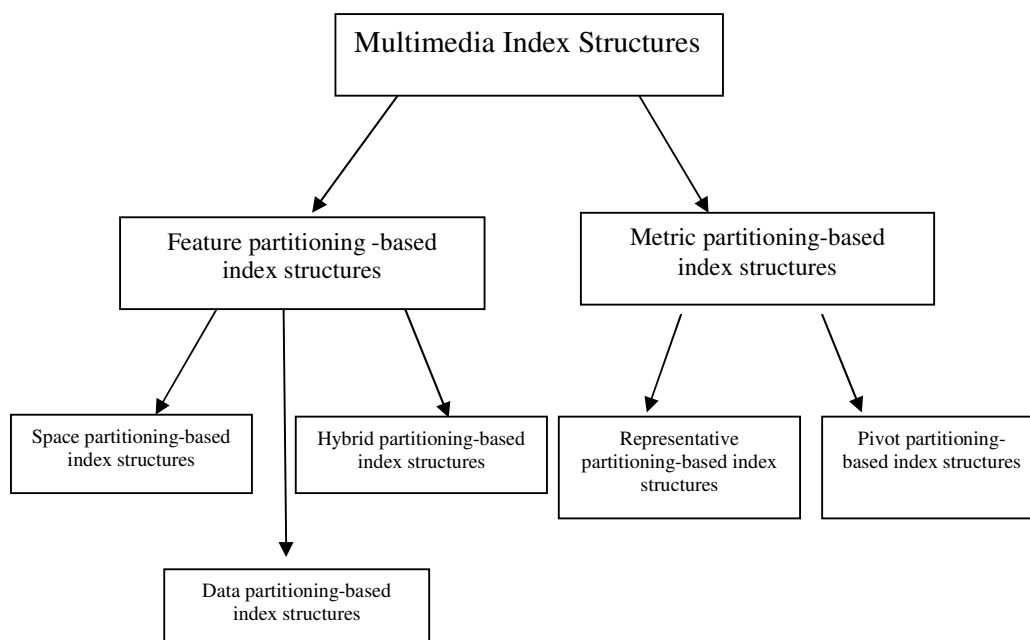 Multimedia Index Structures
Feature partitioning -based
index structures
Metric partitioning-based
index structures
Space partitioning-based
index structures
Hybrid partitioning-based
index structures
Representative
partitioning-based index
structures
Pivot partitioning-
based index structures
Data partitioning-based
index structures